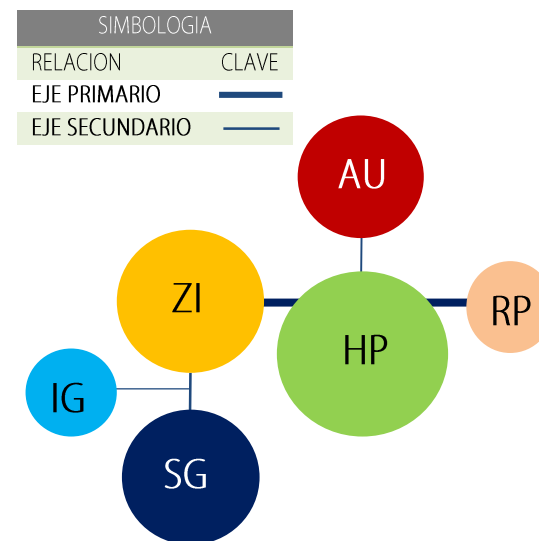 SIMBOLOGIA
RELACION CLAVE
EJE PRIMARIO
EJE SECUNDARIO
AU
ZI
RP
HP
IG
SG